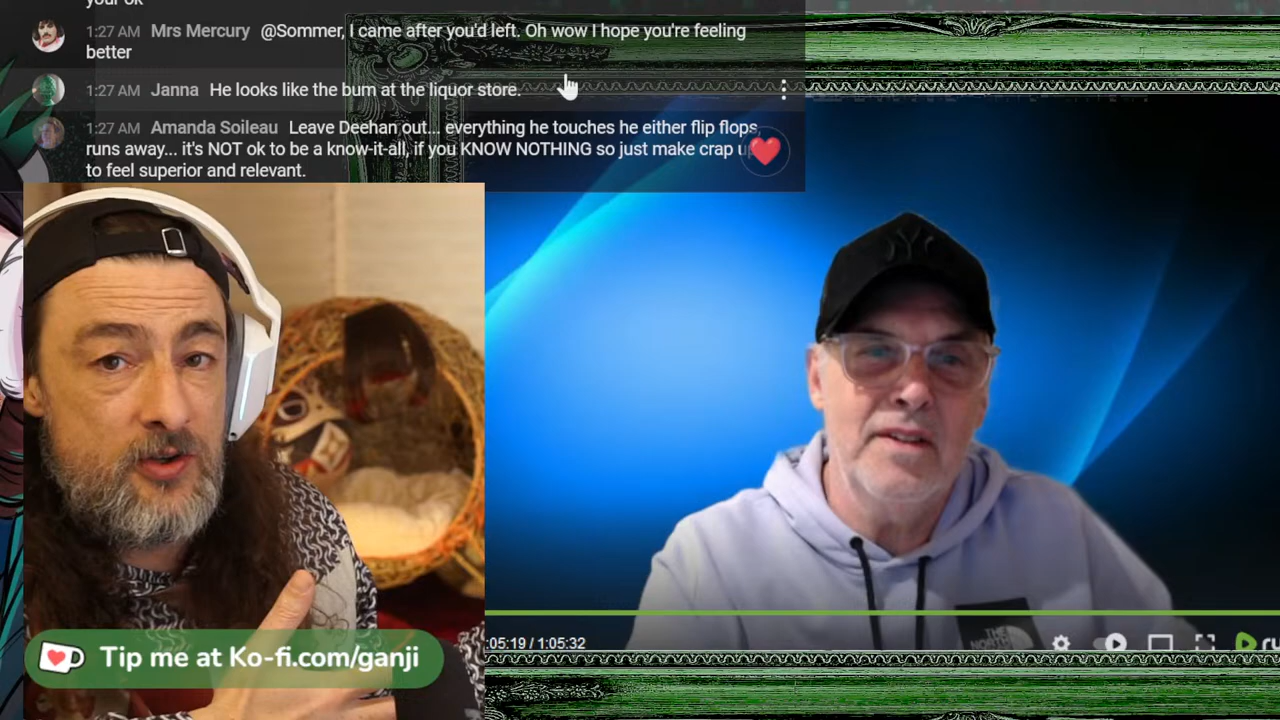 your ok
1:27 AM Mrs Mercury @Sommer, I came after you'd left. Oh wow I hope you're feeling
better
1:27 AM Janna He looks like the bum at the liquor store.
1:27 AM Amanda Soileau Leave Deehan out... everything he touches he either flip flops,
runs away... it's NOT ok to be a know-it-all, if you KNOW NOTHING so just make crap up
to feel superior and relevant.
Tip me at Ko-fi.com/ganji
:05:19 / 1:05:32
THE
NORTH
ru